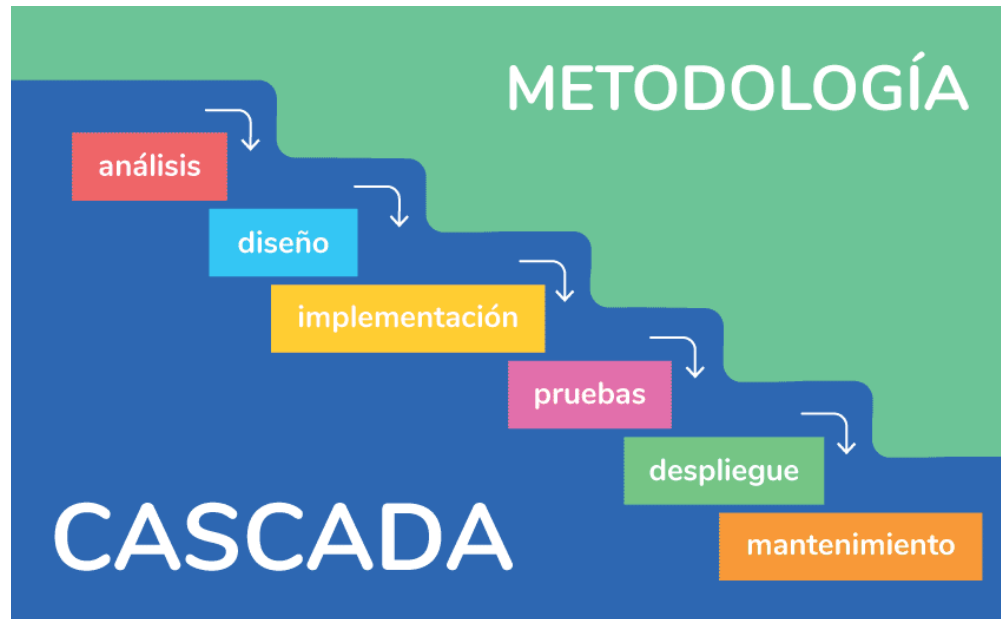 METODOLOGÍA
análisis
diseño
implementación
pruebas
despliegue
mantenimiento
CASCADA